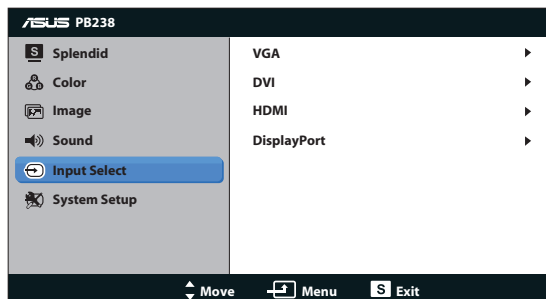 ASUS PB238
S Splendid
Color
Image
Sound
Input Select
System Setup
VGA
DVI
HDMI
DisplayPort
Move Menu S Exit